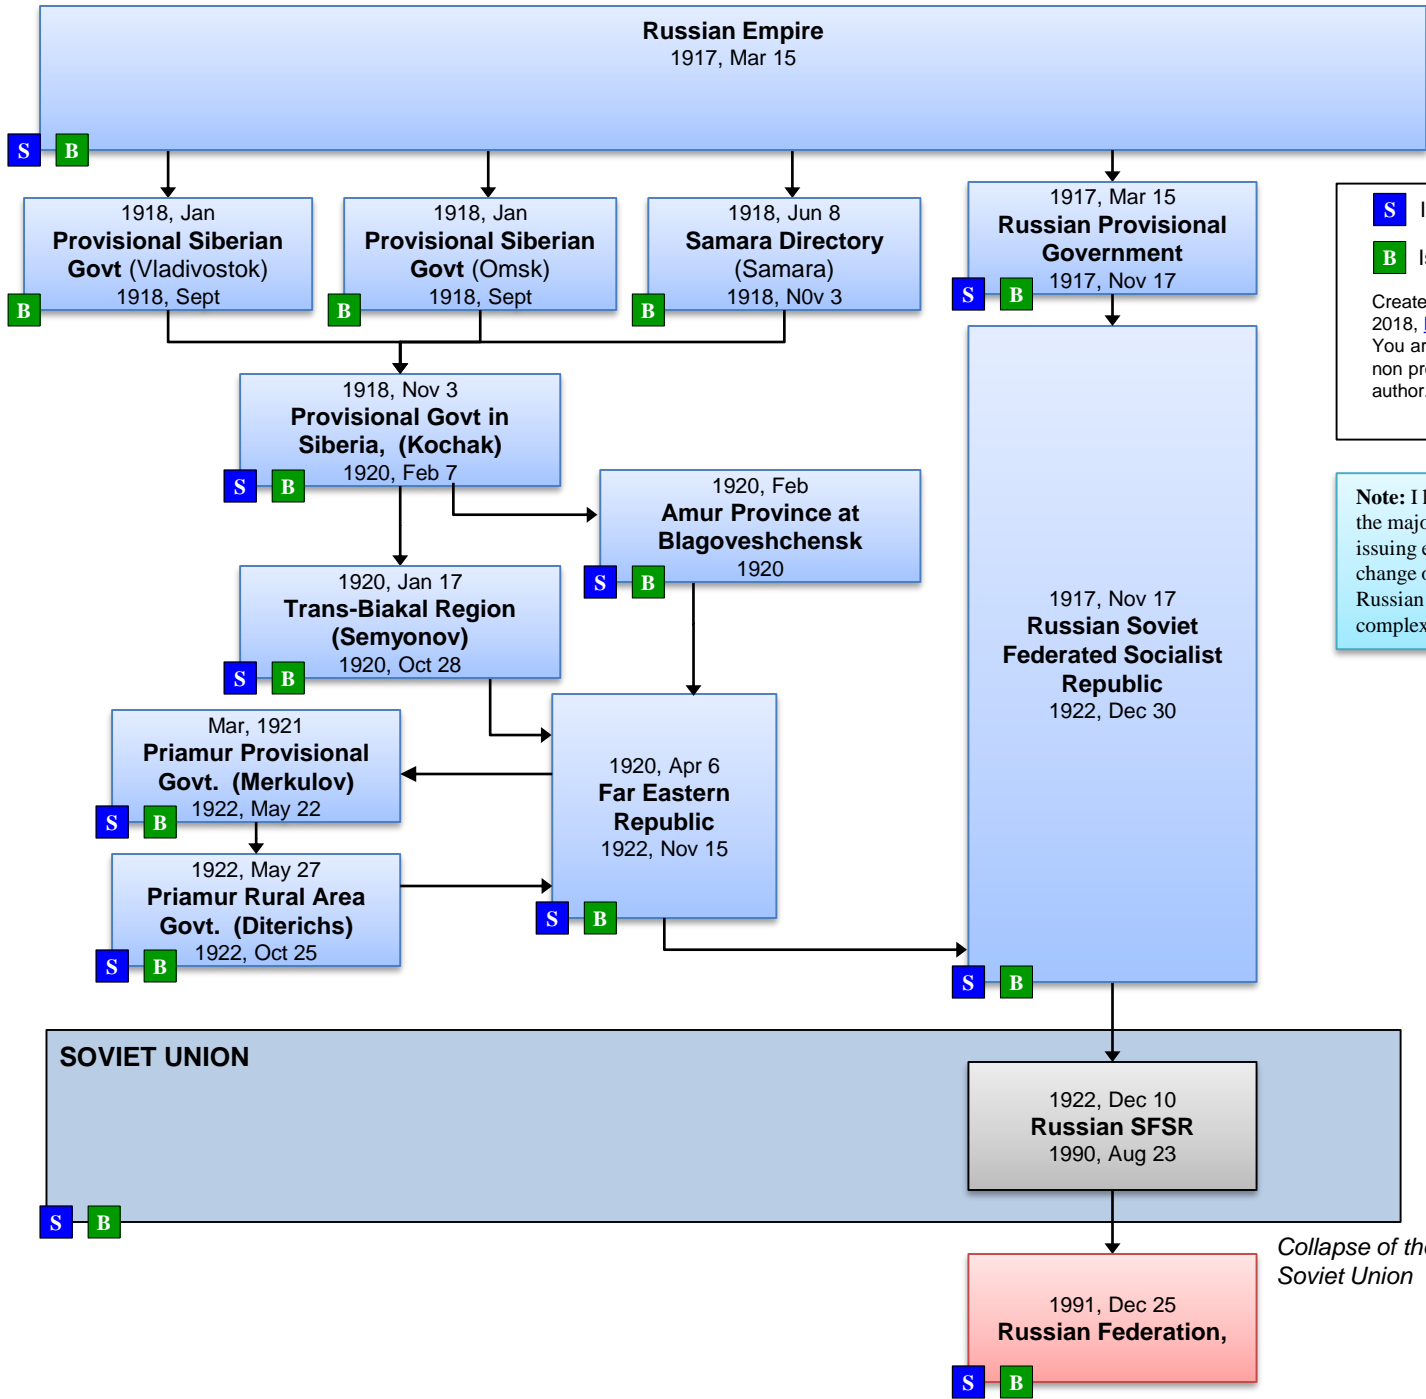 Russian Empire
1917, Mar 15
S B
1918, Jan
Provisional Siberian
Govt (Vladivostok)
1918, Sept
B
1918, Jan
Provisional Siberian
Govt (Omsk)
1918, Sept
B
1918, Jun 8
Samara Directory
(Samara)
1918, N0v 3
B
1917, Mar 15
Russian Provisional
Government
1917, Nov 17
S B
S
B
Create
2018,
You ar
non pr
author.
1918, Nov 3
Provisional Govt in
Siberia, (Kochak)
1920, Feb 7
S B
1920, Feb
Amur Province at
Blagoveshchensk
1920
S B
Note: I
the majo
issuing e
change o
Russian
complex
1920, Jan 17
Trans-Biakal Region
(Semyonov)
1920, Oct 28
S B
1917, Nov 17
Russian Soviet
Federated Socialist
Republic
1922, Dec 30
S B
Mar, 1921
Priamur Provisional
Govt. (Merkulov)
1922, May 22
S B
1920, Apr 6
Far Eastern
Republic
1922, Nov 15
S B
1922, May 27
Priamur Rural Area
Govt. (Diterichs)
1922, Oct 25
S B
SOVIET UNION
1922, Dec 10
Russian SFSR
1990, Aug 23
S B
Collapse of the
Soviet Union
1991, Dec 25
Russian Federation,
S B